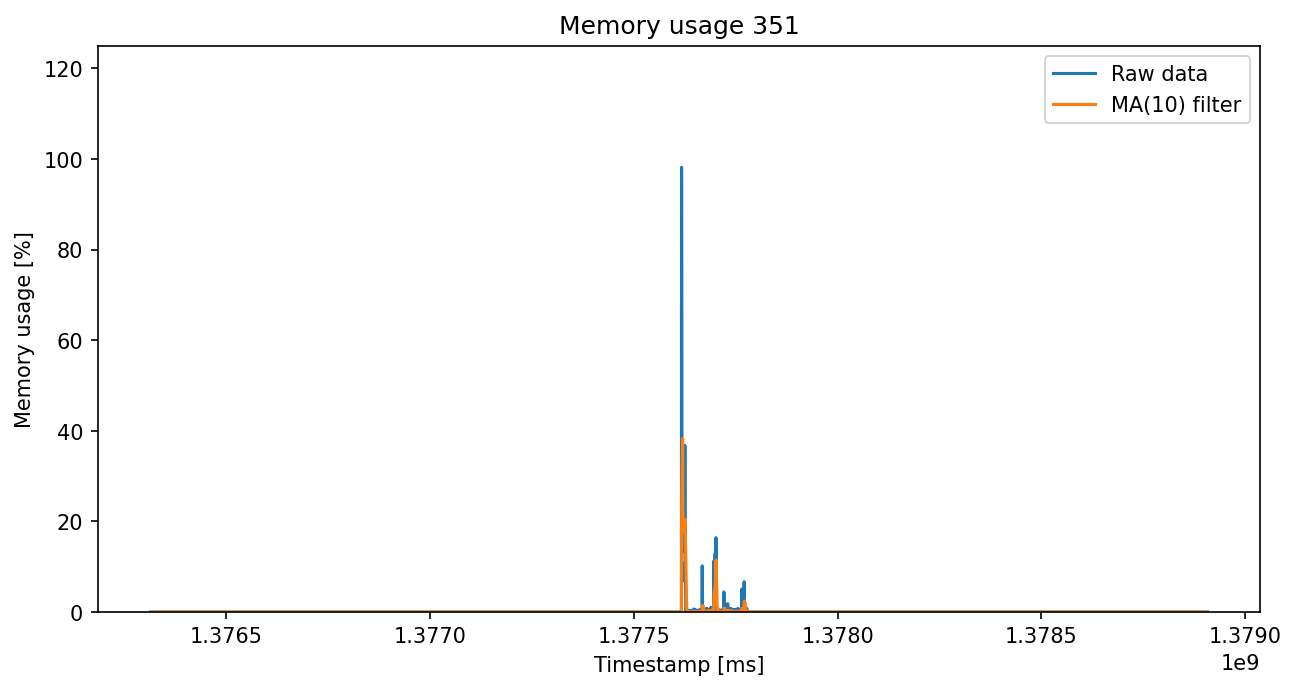 Memory usage 351
Raw data
MA(10) filter
Memory usage [%]
120
100
80
60
40
20
0
1.3765 1.3770 1.3775 1.3780 1.3785 1.3790
1e9
Timestamp [ms]